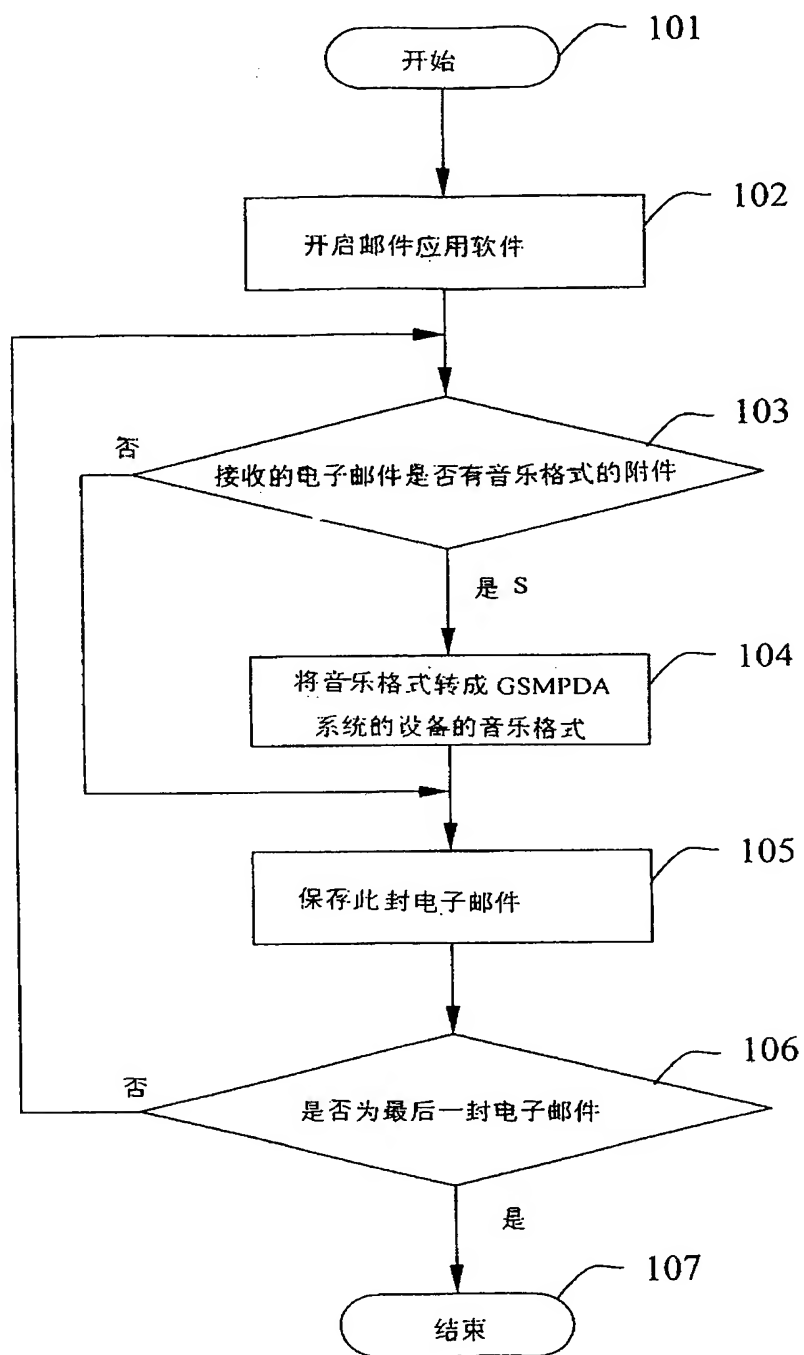 101
开始
102
开启邮件应用软件
103
否
接收的电子邮件是否有音乐格式的附件
是 S
104
将音乐格式转成 GSMPDA
系统的设备的音乐格式
105
保存此封电子邮件
106
否
是否为最后一封电子邮件
是
107
结束